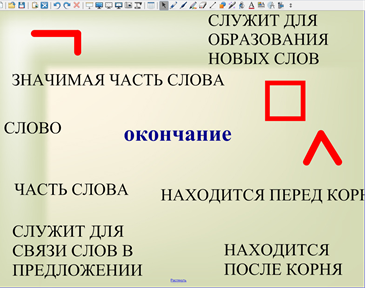 СЛУЖИТ ДЛЯ
ОБРАЗОВАНИЯ
НОВЫХ СЛОВ
ЗНАЧИМАЯ ЧАСТЬ СЛОВА
СЛОВО
окончание
ЧАСТЬ СЛОВА
НАХОДИТСЯ ПЕРЕД КОРН
СЛУЖИТ ДЛЯ
СВЯЗИ СЛОВ В
ПРЕДЛОЖЕНИИ
НАХОДИТСЯ
ПОСЛЕ КОРНЯ